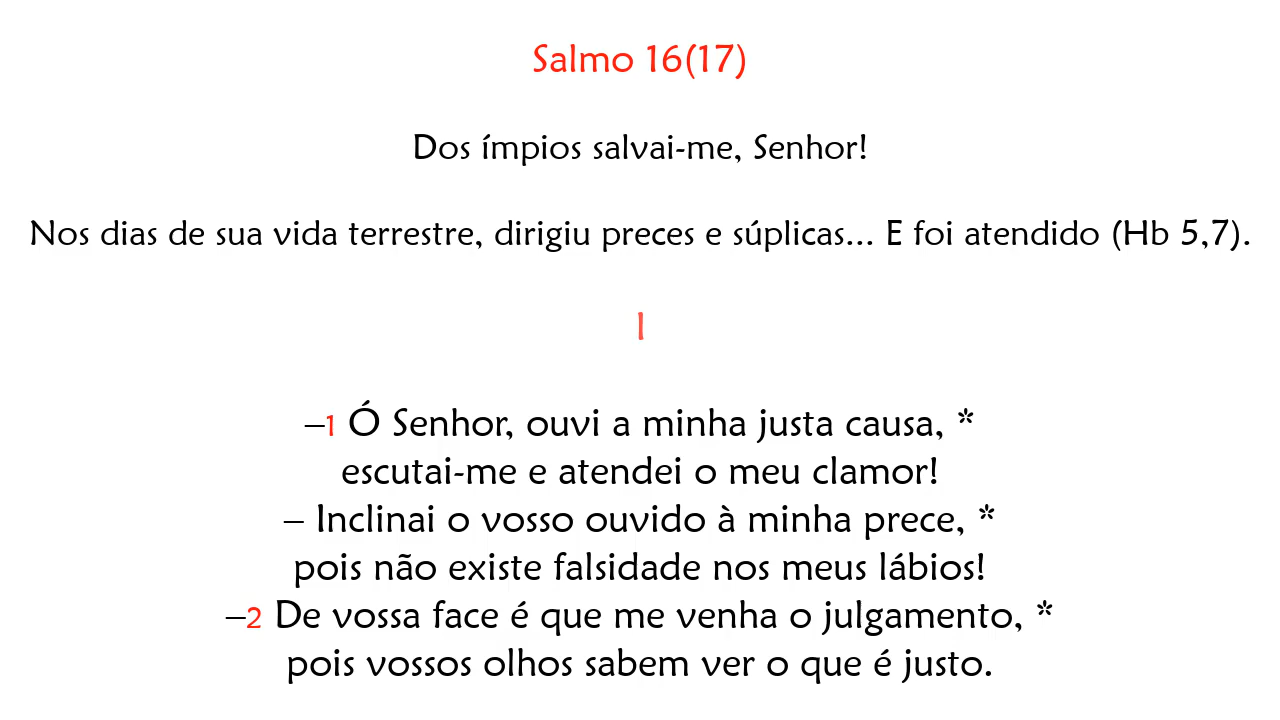 Salmo 16(17)
Dos ímpios salvai-me, Senhor!
Nos dias de sua vida terrestre, dirigiu preces e súplicas... E foi atendido (Hb 5,7).
I
–1 Ó Senhor, ouvi a minha justa causa, *
escutai-me e atendei o meu clamor!
– Inclinai o vosso ouvido à minha prece, *
pois não existe falsidade nos meus lábios!
–2 De vossa face é que me venha o julgamento, *
pois vossos olhos sabem ver o que é justo.